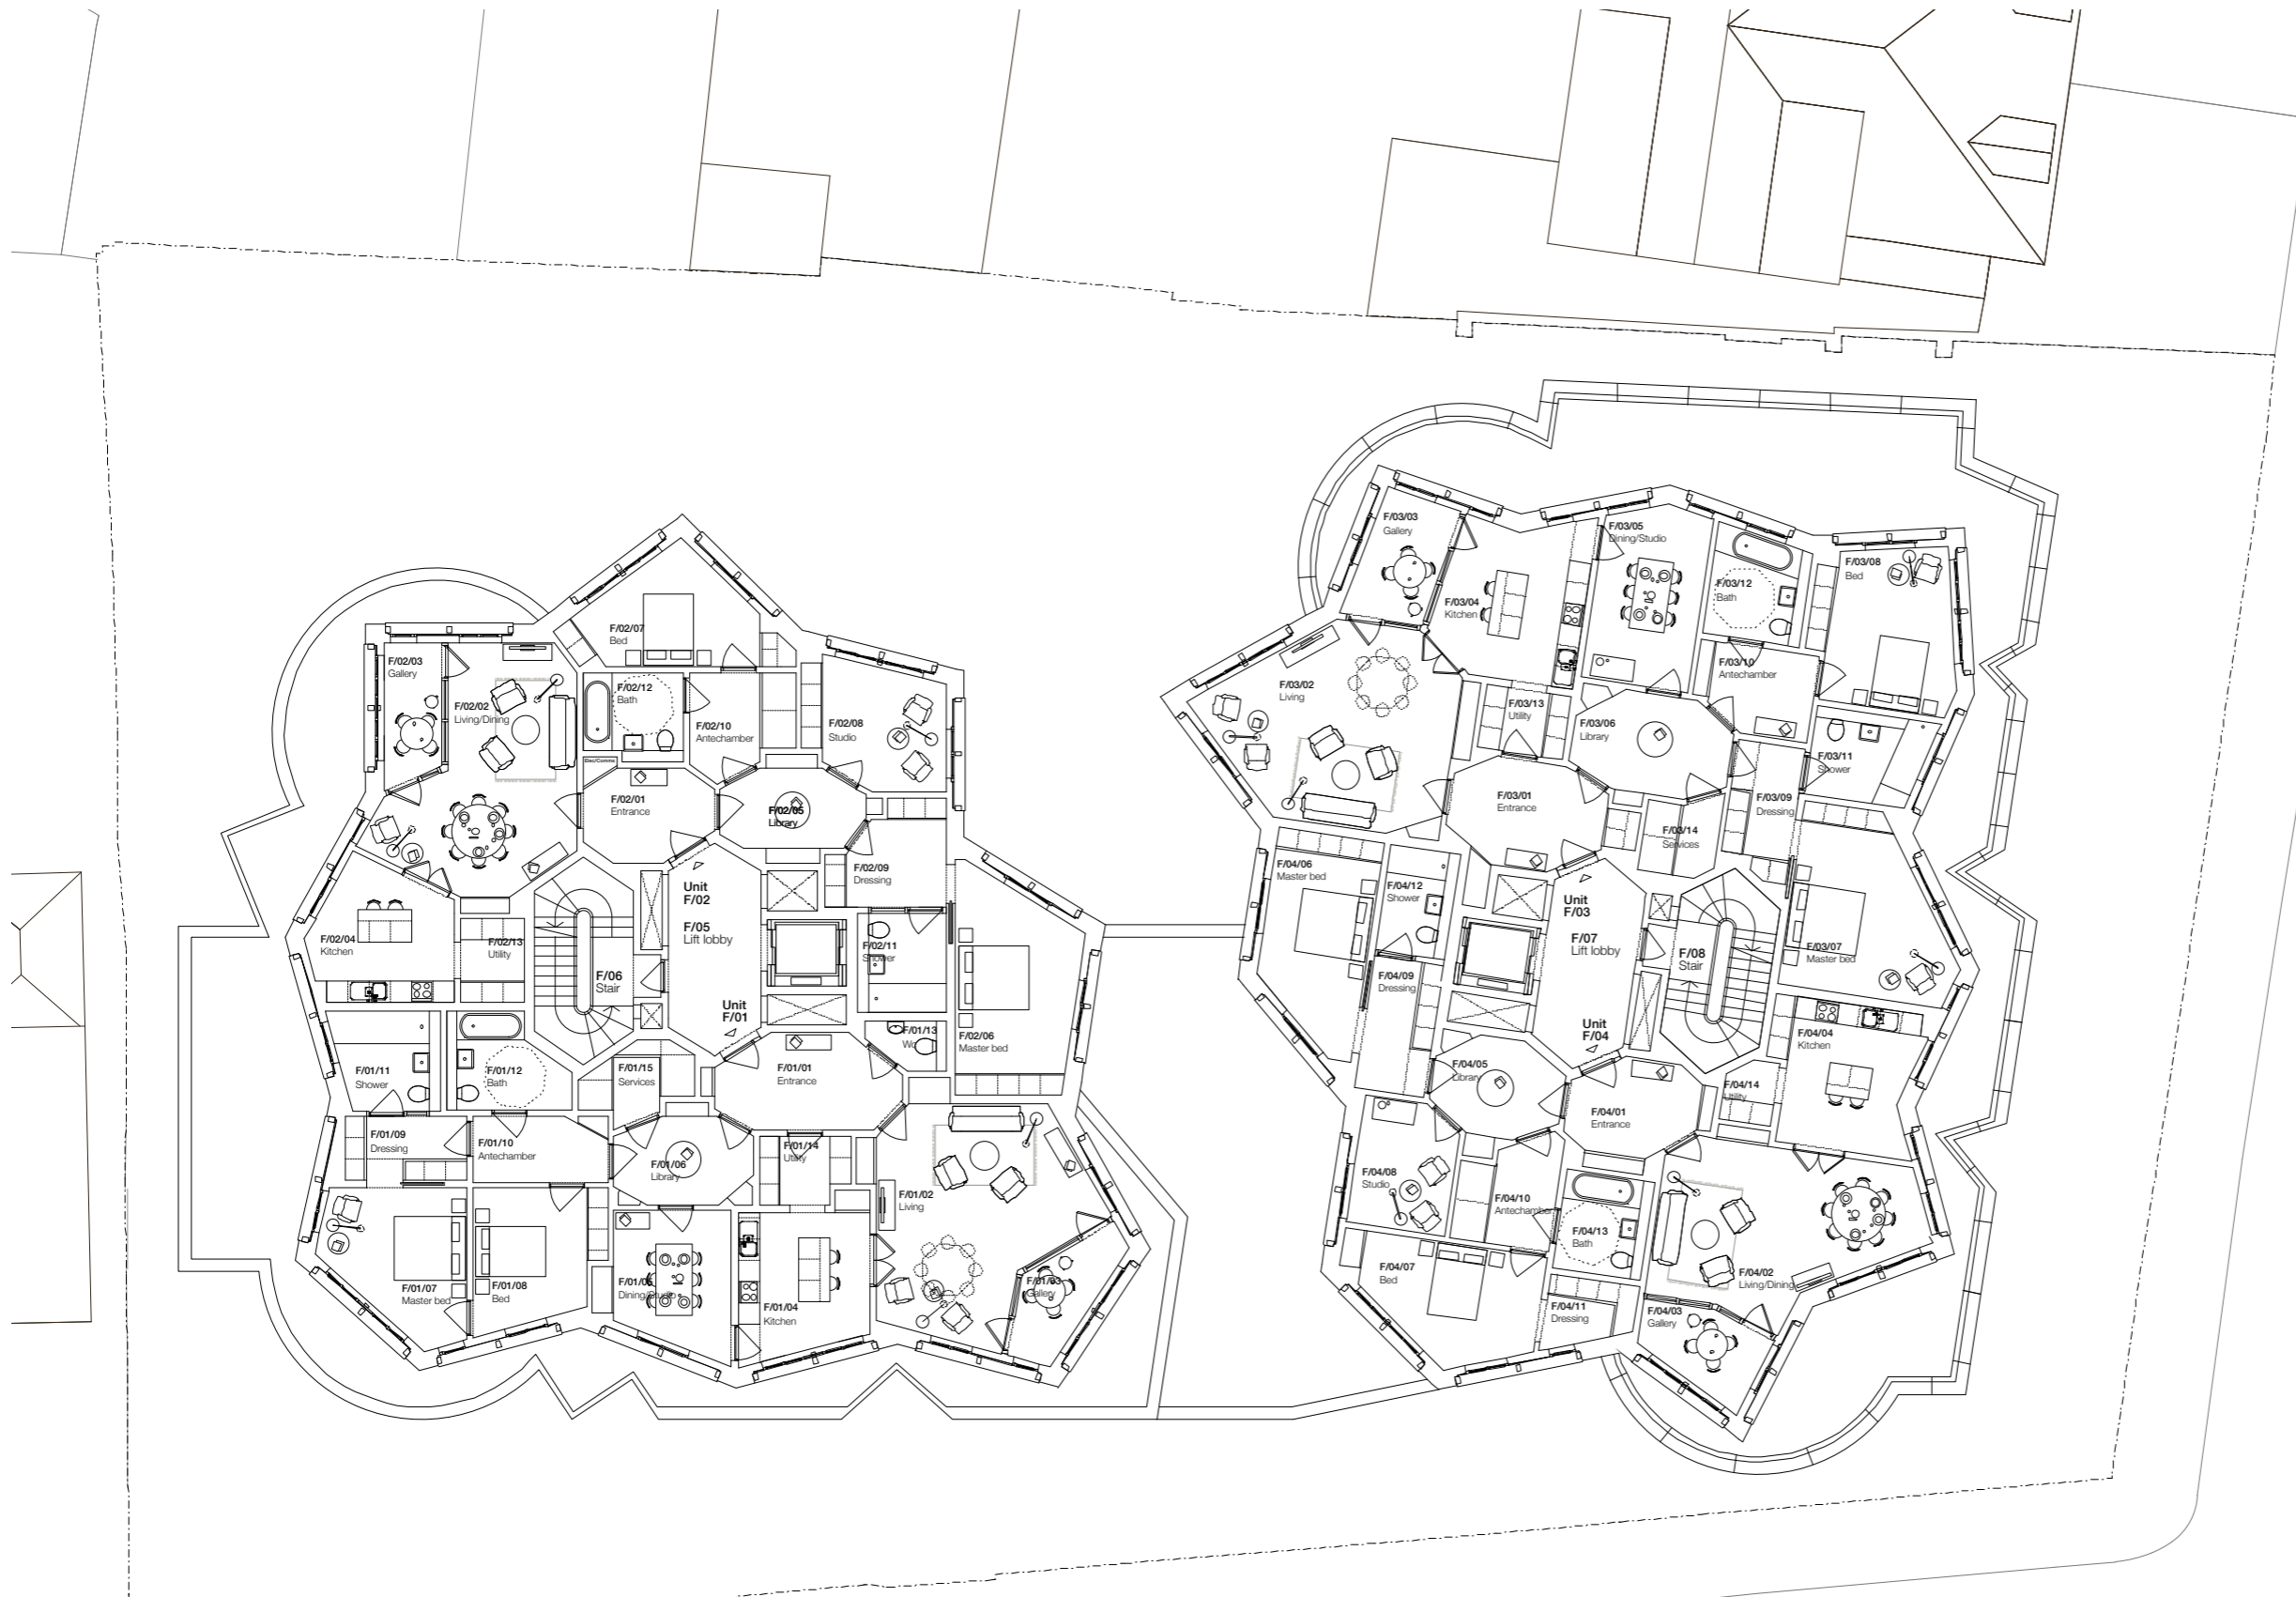 F/02/07
Bed
F/02/03
Gallery
F/02/02
Living/Dining
F/02/12
Bath
F/02/10
Antechamber
F/02/08
Studio
Elec/Comms
F/02/01
Entrance
F/02/05
Library
F/02/09
Dressing
Unit
F/02
F/05
Lift lobby
F/02/04
Kitchen
F/02/13
Utility
F/02/11
Shower
F/06
Stair
Unit
F/01
F/01/13
Wc
F/02/06
Master bed
F/01/11
Shower
F/01/12
Bath
F/01/15
Services
F/01/01
Entrance
F/01/09
Dressing
F/01/10
Antechamber
F/01/06
Library
F/01/14
Utility
F/01/02
Living
F/01/07
Master bed
F/01/08
Bed
F/01/05
Dining/Studio
F/01/04
Kitchen
F/01/03
Gallery
F/03/03
Gallery
F/03/05
Dining/Studio
F/03/04
Kitchen
F/03/12
Bath
F/03/08
Bed
F/03/02
Living
F/03/13
Utility
F/03/06
Library
F/03/10
Antechamber
F/03/11
Shower
F/03/01
Entrance
F/03/09
Dressing
F/03/14
Services
F/04/06
Master bed
F/04/12
Shower
Unit
F/03
F/07
Lift lobby
F/08
Stair
F/03/07
Master bed
F/04/09
Dressing
Unit
F/04
F/04/04
Kitchen
F/04/05
Library
F/04/01
Entrance
F/04/14
Utility
F/04/08
Studio
F/04/10
Antechamber
F/04/13
Bath
F/04/07
Bed
F/04/02
Living/Dining
F/04/11
Dressing
F/04/03
Gallery